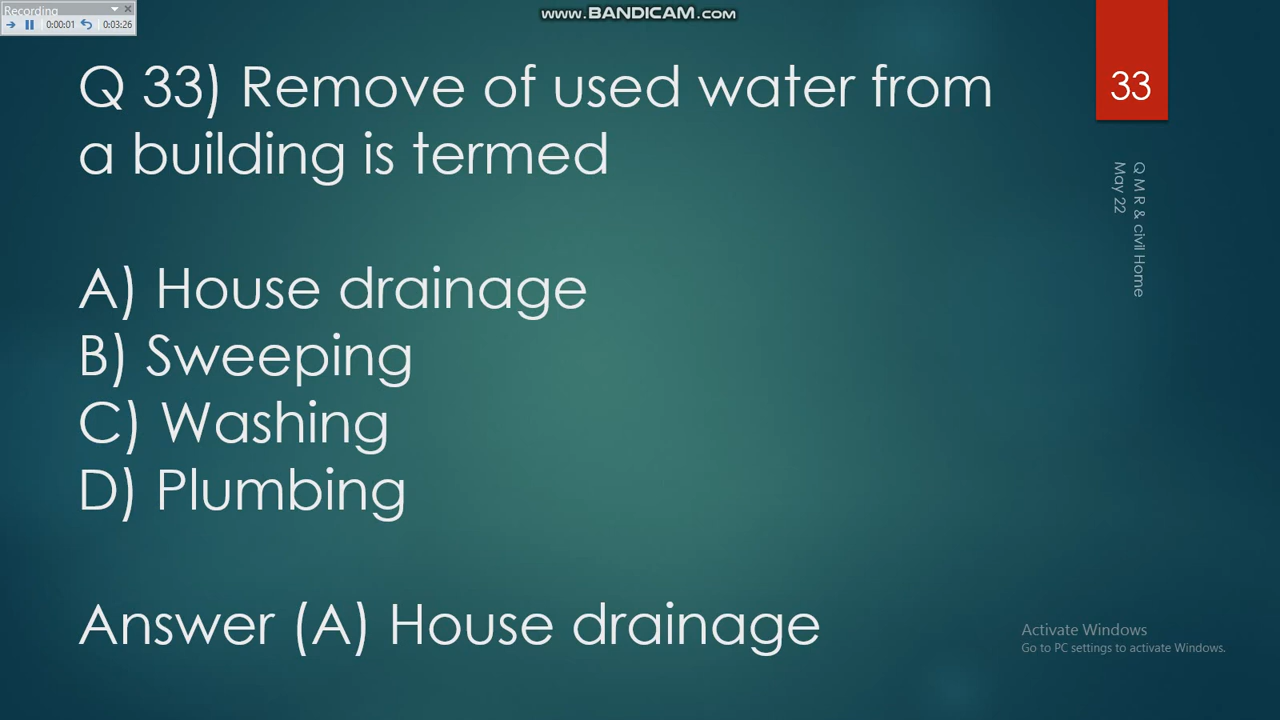 Recording
0:00:01
0:03:26
www.BANDICAM.com
Q 33) Remove of used water from
a building is termed
33
Q M R & civil Home
May 22
A) House drainage
B) Sweeping
C) Washing
D) Plumbing
Answer (A) House drainage
Activate Windows
Go to PC settings to activate Windows.